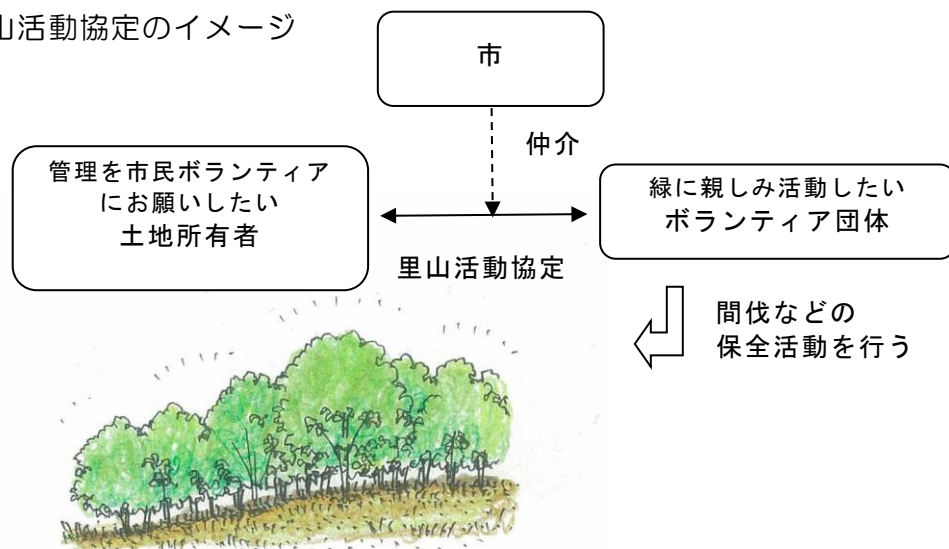 山活動協定のイメージ
市
仲介
管理を市民ボランティア
にお願いしたい
土地所有者
緑に親しみ活動したい
ボランティア団体
里山活動協定
間伐などの
保全活動を行う